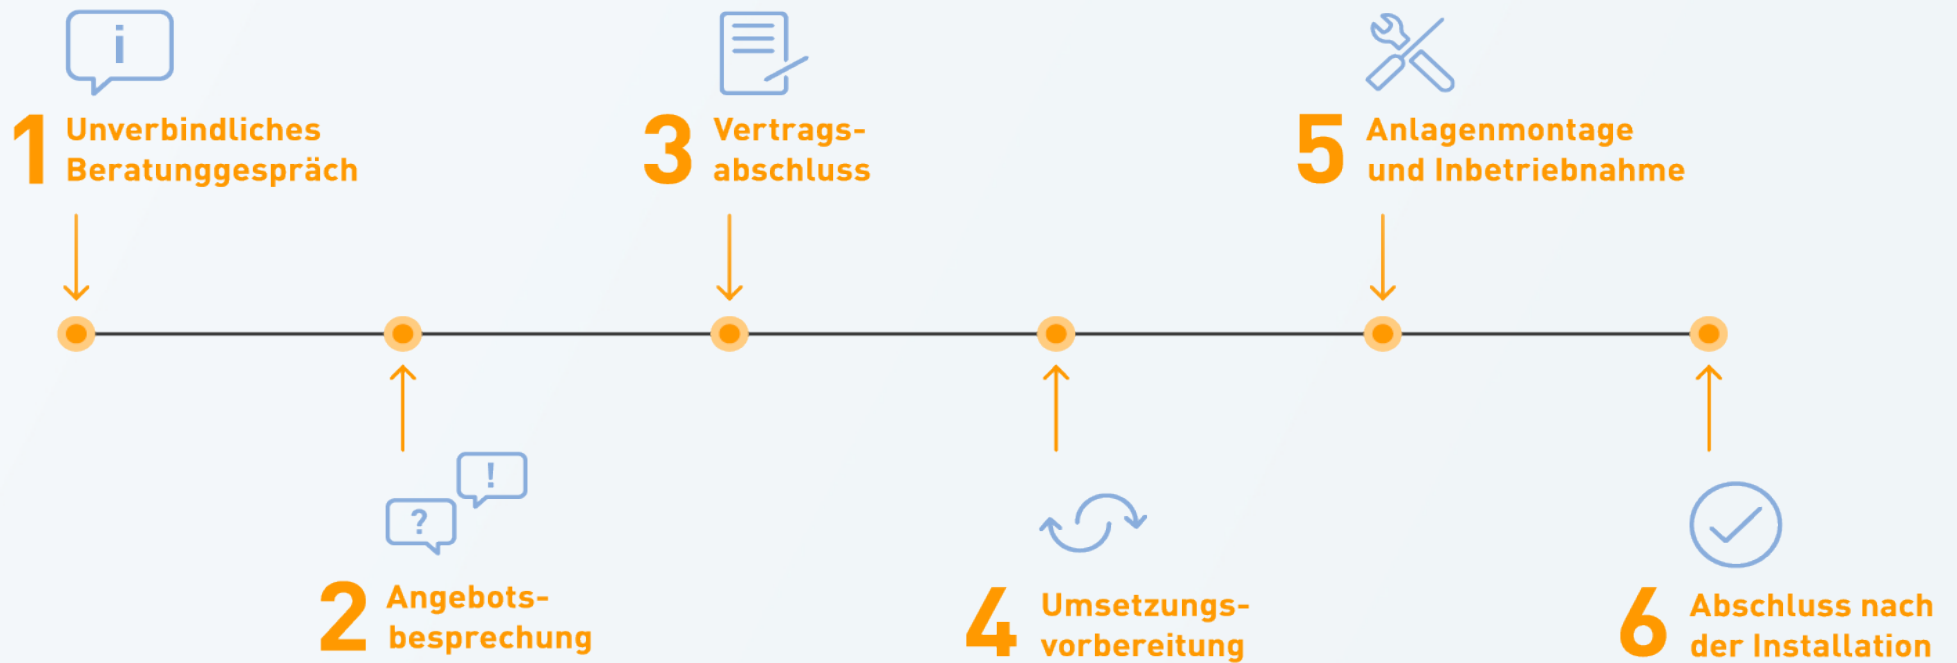 i
1 Unverbindliches
Beratunggespräch
?
!
2 Angebots-
besprechung
3 Vertrags-
abschluss
4 Umsetzungs-
vorbereitung
5 Anlagenmontage
und Inbetriebnahme
6 Abschluss nach
der Installation